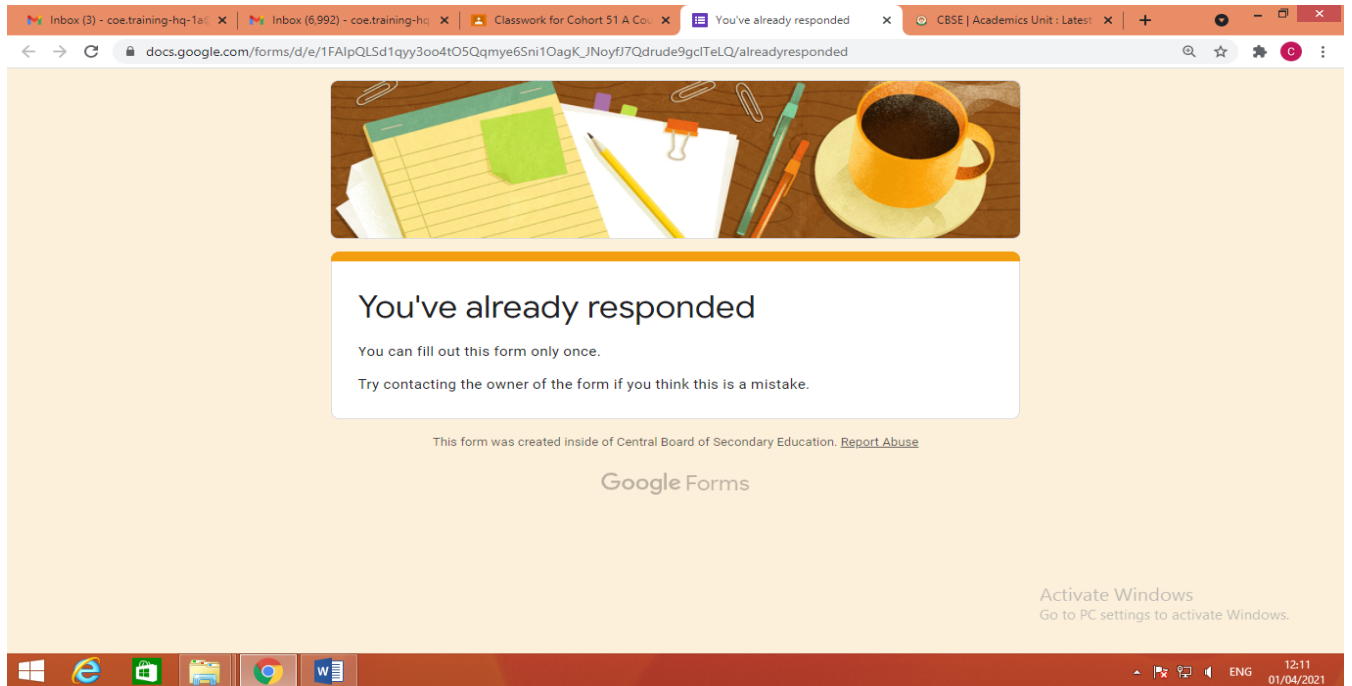 Inbox (3) - coe.training-hq-1a
Inbox (6,992) - coe.training-hq
Classwork for Cohort 51 A Cou
You've already responded
CBSE | Academics Unit : Latest
docs.google.com/forms/d/e/1FAIpQLSd1qyy3oo4tO5Qqmye6Sni1OagK_JNoyfJ7Qdrude9gclTeLQ/alreadyresponded
C
You've already responded
You can fill out this form only once.
Try contacting the owner of the form if you think this is a mistake.
This form was created inside of Central Board of Secondary Education. Report Abuse
Google Forms
Activate Windows
Go to PC settings to activate Windows.
ENG
12:11
01/04/2021